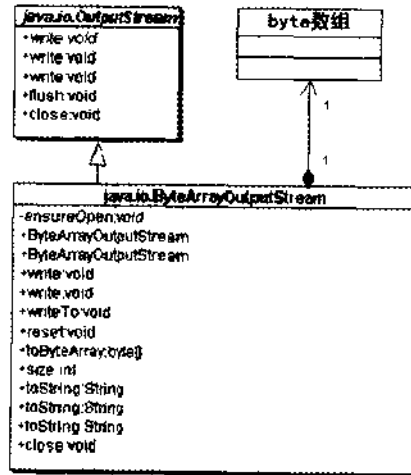 java.io.OutputStream
+write:void
+write:void
+write:void
+flush:void
+close:void
byte数组
1
1
java.io.ByteArrayOutputStream
-ensureOpen:void
+ByteArrayOutputStream
+ByteArrayOutputStream
+write:void
+write:void
+writeTo:void
+reset:void
+toByteArray:byte[]
+size:int
+toString:String
+toString:String
+toString:String
+close:void